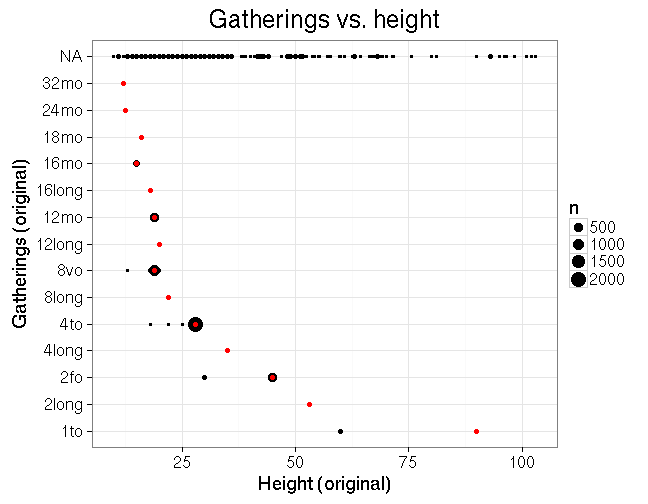 Gatherings vs. height
Gatherings (original)
NA
32mo
24mo
18mo
16mo
16long
12mo
12long
8vo
8long
4to
4long
2fo
2long
1to
25
50
75
100
Height (original)
n
500
1000
1500
2000